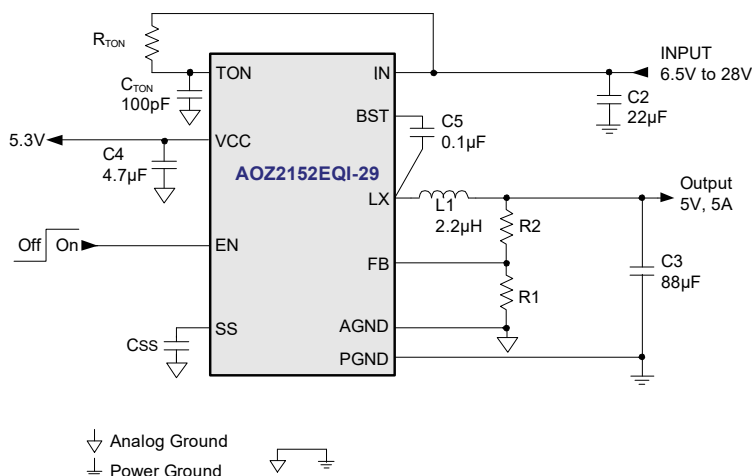 RTON
TON
IN
INPUT
6.5V to 28V
CTON
100pF
C2
22µF
BST
C5
0.1µF
5.3V
VCC
C4
4.7µF
AOZ2152EQI-29
LX
L1
2.2µH
Output
5V, 5A
R2
Off
On
EN
FB
C3
88µF
R1
SS
CSS
AGND
PGND
Analog Ground
Power Ground